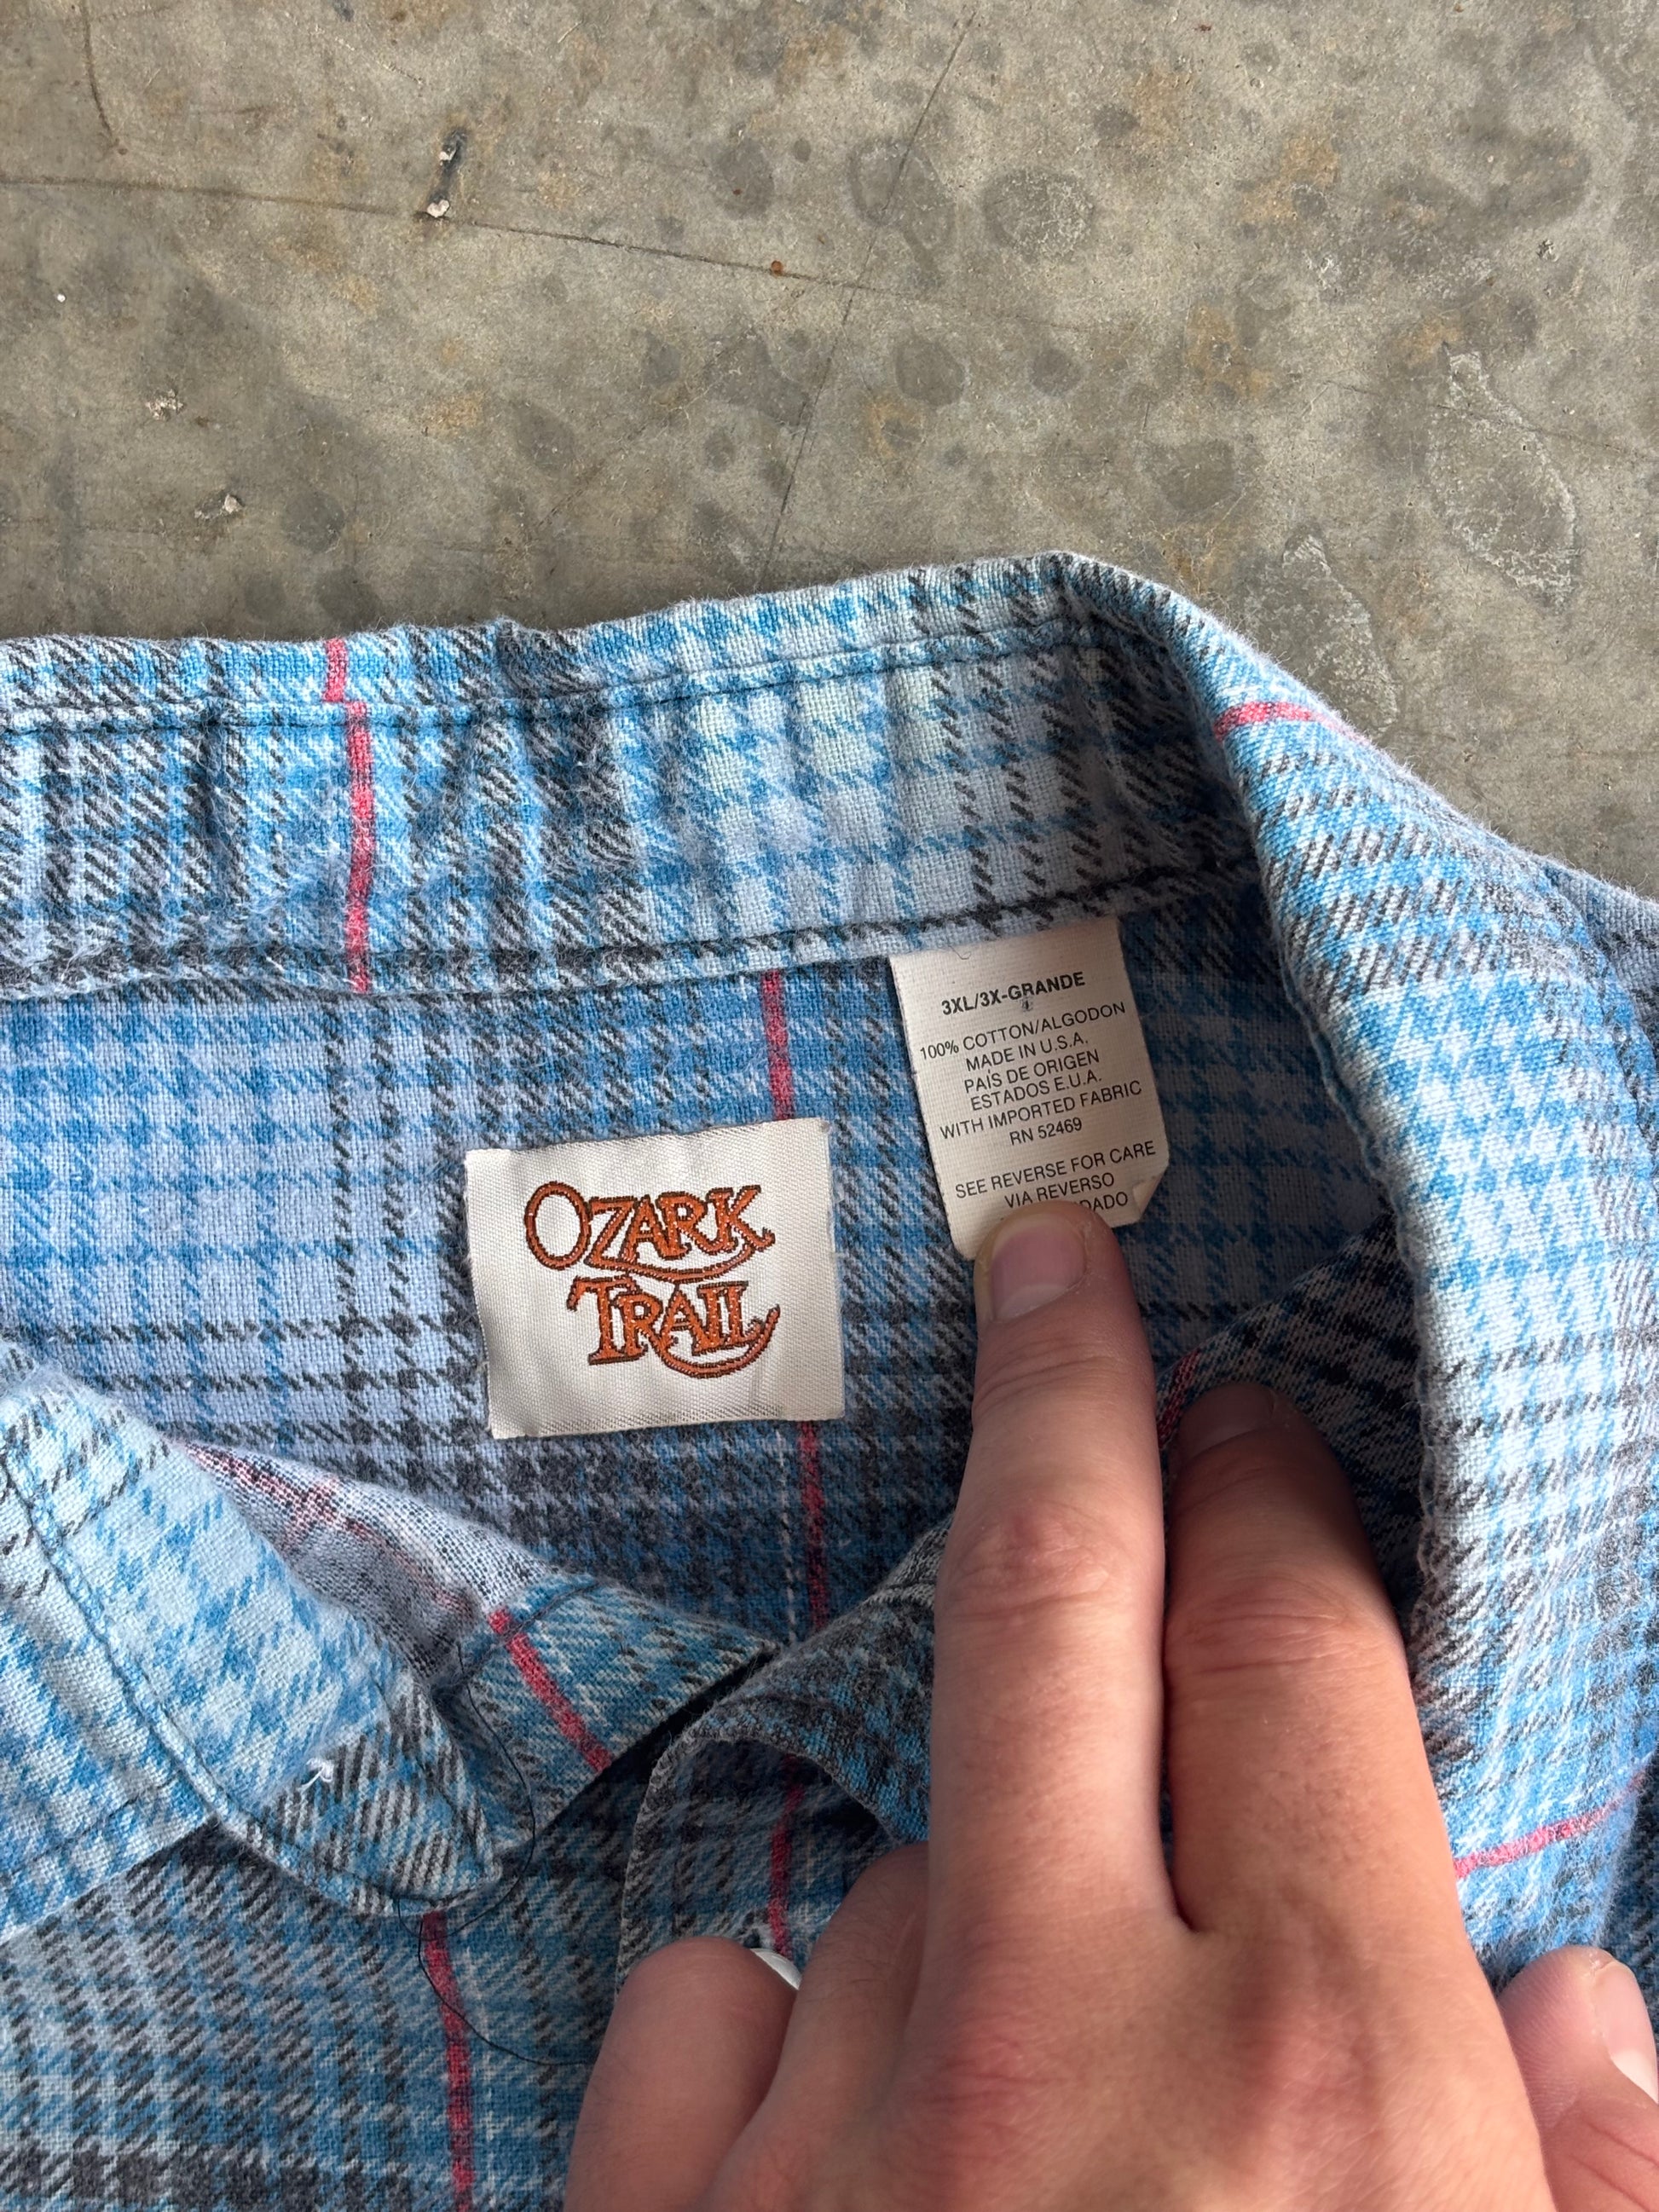 OZARK
TRAIL
3XL/3X-GRANDE
100% COTTON/ALGODON
MADE IN U.S.A.
PAÍS DE ORIGEN
ESTADOS E.U.A.
WITH IMPORTED FABRIC
RN 52469
SEE REVERSE FOR CARE
VIA REVERSO